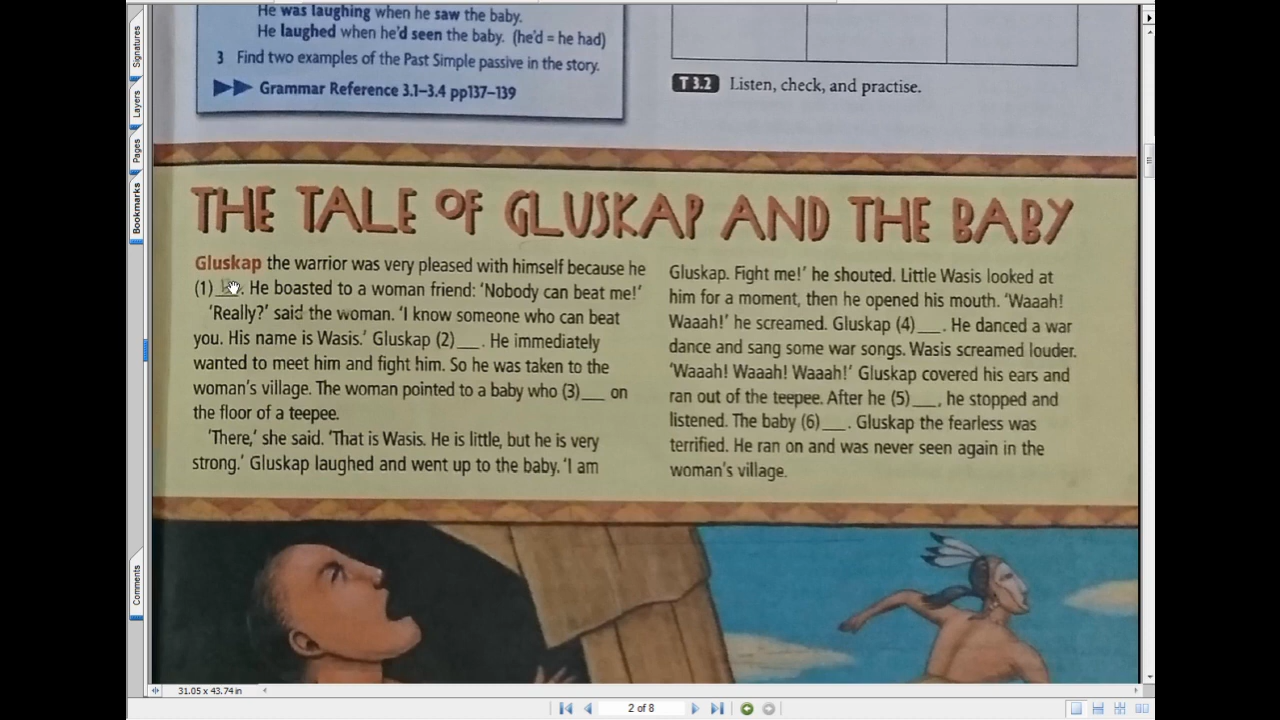 Signatures
Layers
Pages
Bookmarks
Comments
He was laughing when he saw the baby.
He laughed when he'd seen the baby. (he'd = he had)
3 Find two examples of the Past Simple passive in the story.
Grammar Reference 3.1–3.4 pp137–139
T 3.2 Listen, check, and practise.
THE TALE OF GLUSKAP AND THE BABY
Gluskap the warrior was very pleased with himself because he
(1)___. He boasted to a woman friend: 'Nobody can beat me!'
'Really?' said the woman. 'I know someone who can beat
you. His name is Wasis.' Gluskap (2)___. He immediately
wanted to meet him and fight him. So he was taken to the
woman's village. The woman pointed to a baby who (3)___ on
the floor of a teepee.
'There,' she said. 'That is Wasis. He is little, but he is very
strong.' Gluskap laughed and went up to the baby. 'I am
Gluskap. Fight me!' he shouted. Little Wasis looked at
him for a moment, then he opened his mouth. 'Waaah!
Waaah!' he screamed. Gluskap (4)___. He danced a war
dance and sang some war songs. Wasis screamed louder.
'Waaah! Waaah! Waaah!' Gluskap covered his ears and
ran out of the teepee. After he (5)___, he stopped and
listened. The baby (6)___. Gluskap the fearless was
terrified. He ran on and was never seen again in the
woman's village.
31.05 x 43.74 in
2 of 8